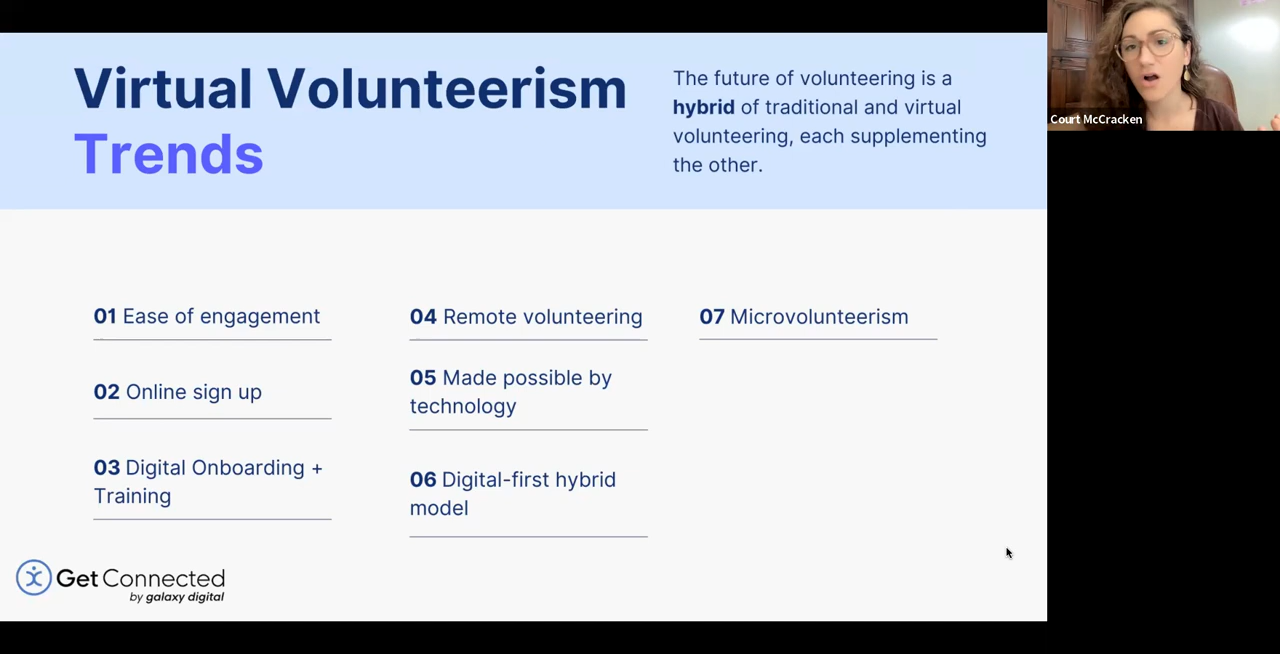 Virtual Volunteerism
Trends
The future of volunteering is a
hybrid of traditional and virtual
volunteering, each supplementing
the other.
Court McCracken
01 Ease of engagement
02 Online sign up
03 Digital Onboarding +
Training
04 Remote volunteering
05 Made possible by
technology
06 Digital-first hybrid
model
07 Microvolunteerism
Get Connected
by galaxy digital